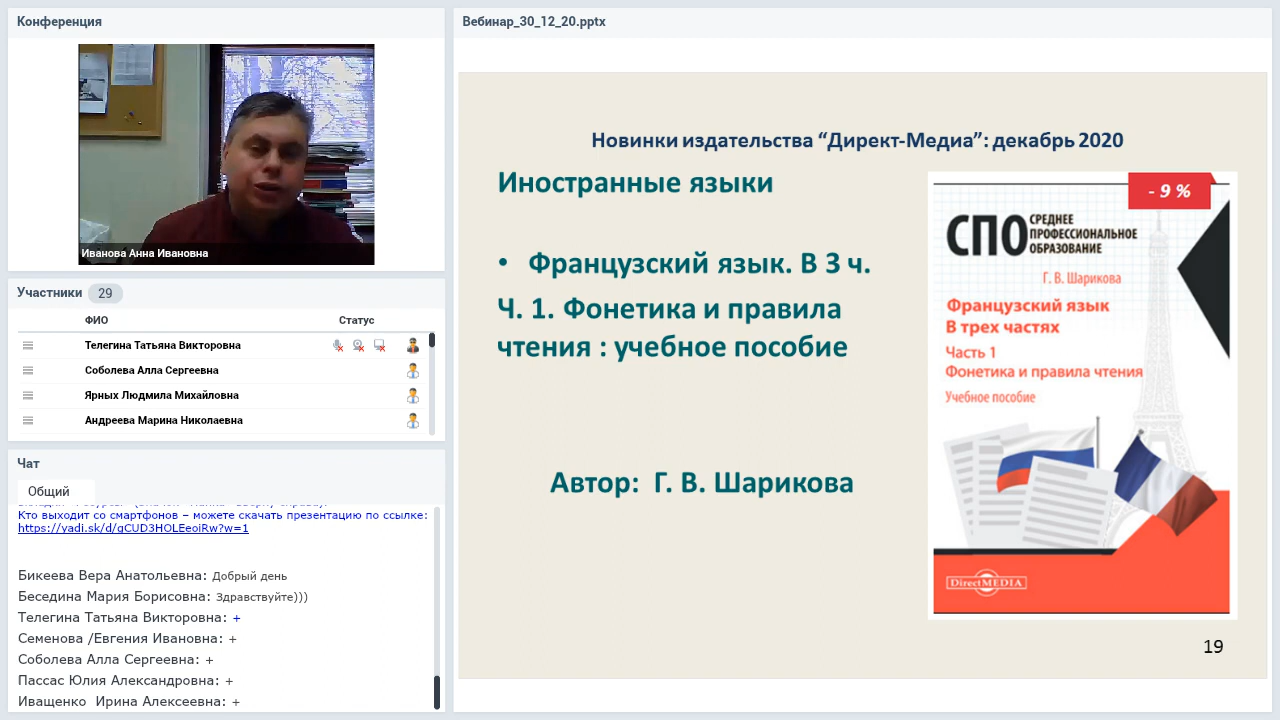 Конференция
Иванова Анна Ивановна
Участники 29
ФИО Статус
Телегина Татьяна Викторовна
Соболева Алла Сергеевна
Ярных Людмила Михайловна
Андреева Марина Николаевна
Чат
Общий
Кто выходит со смартфонов – можете скачать презентацию по ссылке:
https://yadi.sk/d/gCUD3HOLEeoiRw?w=1
Бикеева Вера Анатольевна: Добрый день
Беседина Мария Борисовна: Здравствуйте)))
Телегина Татьяна Викторовна: +
Семенова /Евгения Ивановна: +
Соболева Алла Сергеевна: +
Пассас Юлия Александровна: +
Иващенко Ирина Алексеевна: +
Вебинар_30_12_20.pptx
Новинки издательства “Директ-Медиа”: декабрь 2020
Иностранные языки
• Французский язык. В 3 ч.
Ч. 1. Фонетика и правила
чтения : учебное пособие
Автор: Г. В. Шарикова
- 9 %
СПО СРЕДНЕЕ
ПРОФЕССИОНАЛЬНОЕ
ОБРАЗОВАНИЕ
Г. В. Шарикова
Французский язык
В трех частях
Часть 1
Фонетика и правила чтения
Учебное пособие
DirectMEDIA
19